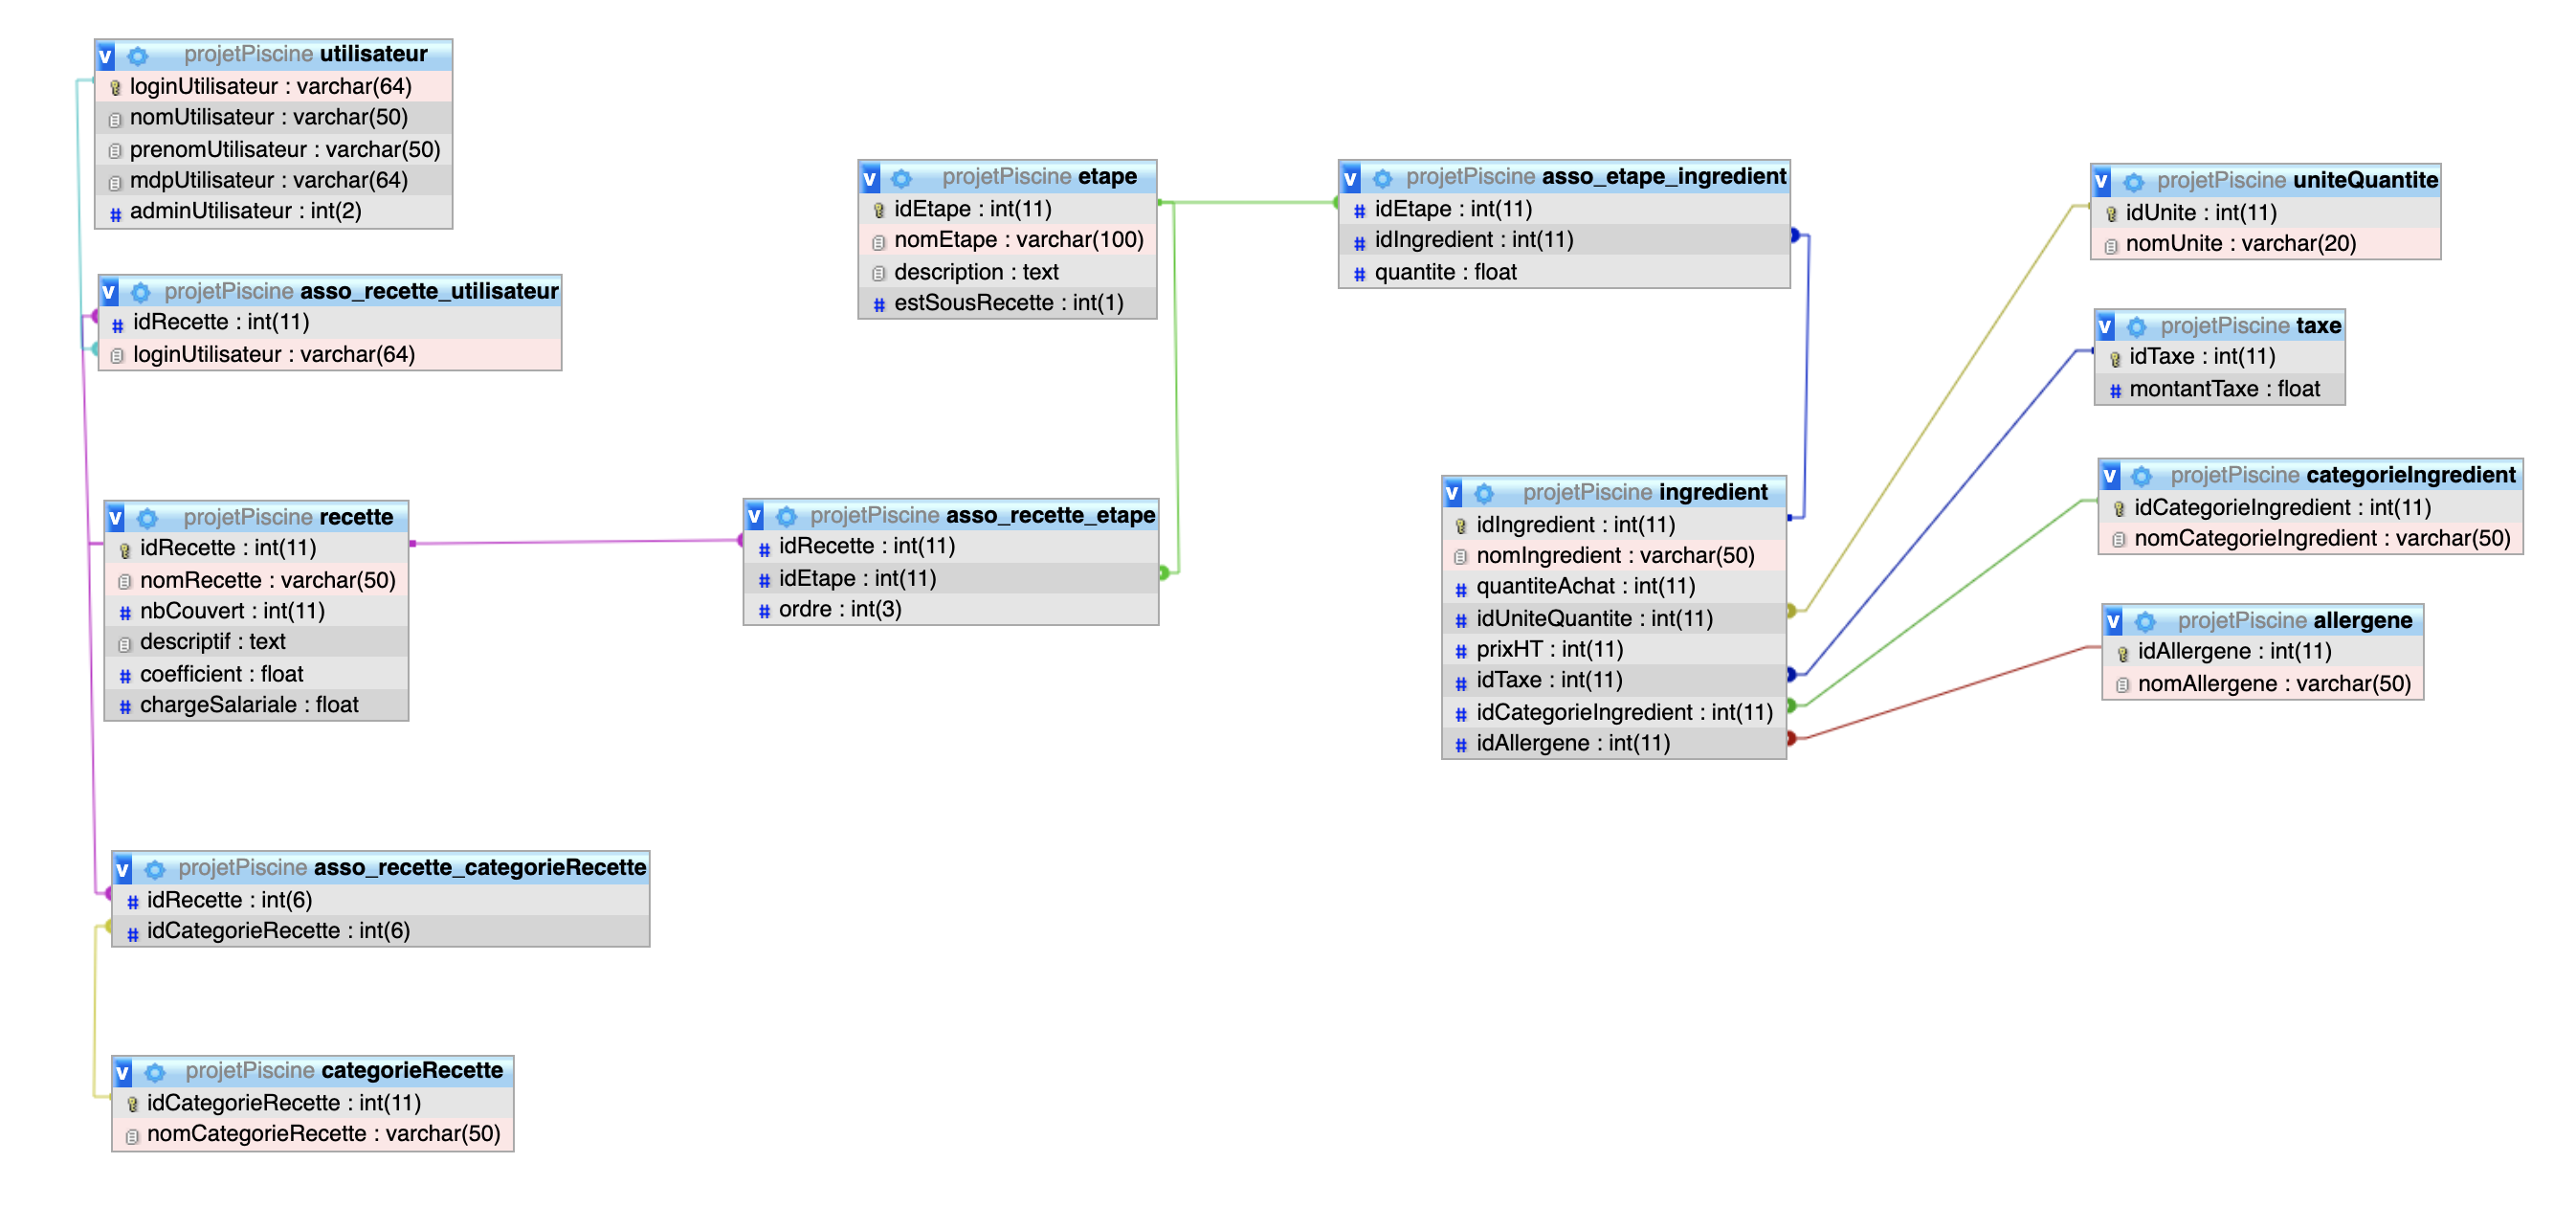 projetPiscine utilisateur
loginUtilisateur : varchar(64)
nomUtilisateur : varchar(50)
prenomUtilisateur : varchar(50)
mdpUtilisateur : varchar(64)
adminUtilisateur : int(2)
projetPiscine asso_recette_utilisateur
idRecette : int(11)
loginUtilisateur : varchar(64)
projetPiscine recette
idRecette : int(11)
nomRecette : varchar(50)
nbCouvert : int(11)
descriptif : text
coefficient : float
chargeSalariale : float
projetPiscine asso_recette_categorieRecette
idRecette : int(6)
idCategorieRecette : int(6)
projetPiscine categorieRecette
idCategorieRecette : int(11)
nomCategorieRecette : varchar(50)
projetPiscine etape
idEtape : int(11)
nomEtape : varchar(100)
description : text
estSousRecette : int(1)
projetPiscine asso_recette_etape
idRecette : int(11)
idEtape : int(11)
ordre : int(3)
projetPiscine asso_etape_ingredient
idEtape : int(11)
idIngredient : int(11)
quantite : float
projetPiscine ingredient
idIngredient : int(11)
nomIngredient : varchar(50)
quantiteAchat : int(11)
idUniteQuantite : int(11)
prixHT : int(11)
idTaxe : int(11)
idCategorieIngredient : int(11)
idAllergene : int(11)
projetPiscine uniteQuantite
idUnite : int(11)
nomUnite : varchar(20)
projetPiscine taxe
idTaxe : int(11)
montantTaxe : float
projetPiscine categorieIngredient
idCategorieIngredient : int(11)
nomCategorieIngredient : varchar(50)
projetPiscine allergene
idAllergene : int(11)
nomAllergene : varchar(50)